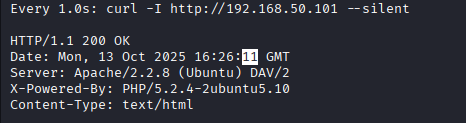 Every 1.0s: curl -I http://192.168.50.101 --silent
HTTP/1.1 200 OK
Date: Mon, 13 Oct 2025 16:26:11 GMT
Server: Apache/2.2.8 (Ubuntu) DAV/2
X-Powered-By: PHP/5.2.4-2ubuntu5.10
Content-Type: text/html